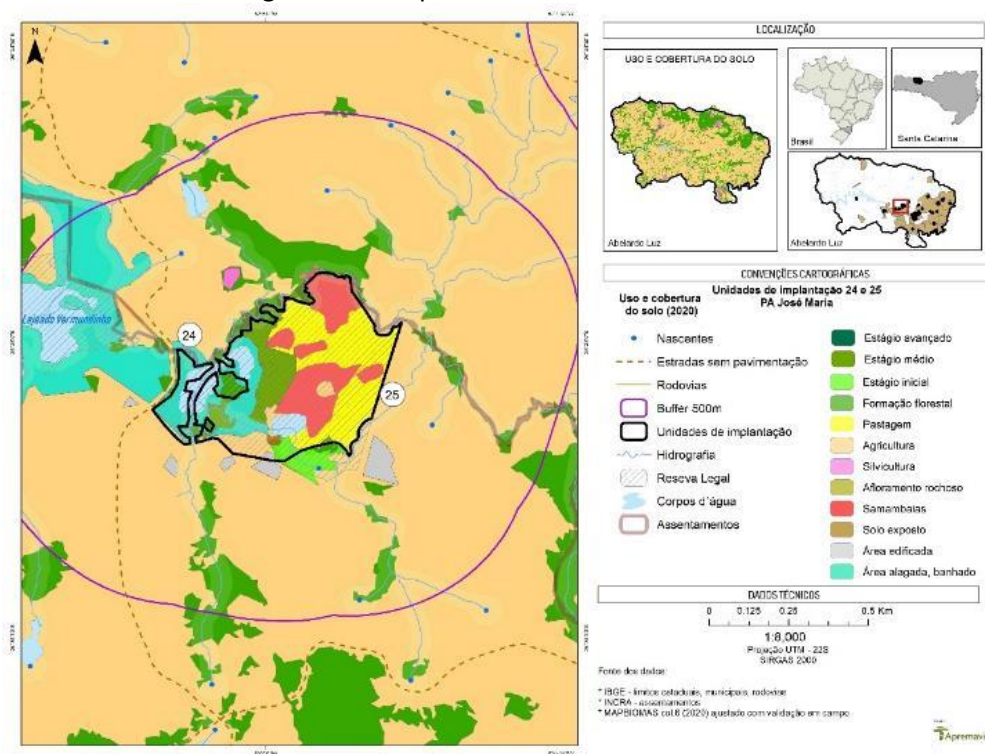 N
Lajeado Vermundinho
24
25
LOCALIZAÇÃO
USO E COBERTURA DO SOLO
Abelardo Luz
Brasil
Santa Catarina
Abelardo Luz
CONVENÇÕES CARTOGRÁFICAS
Unidades de implantação 24 e 25
PA José Maria
Uso e cobertura
do solo (2020)
Nascentes
Estradas sem pavimentação
Rodovias
Buffer 500m
Unidades de implantação
Hidrografia
Reseva Legal
Corpos d´água
Assentamentos
Estágio avançado
Estágio médio
Estágio inicial
Formação florestal
Pastagem
Agricultura
Silvicultura
Afloramento rochoso
Samambaias
Solo exposto
Área edificada
Área alagada, banhado
DADOS TÉCNICOS
0 0.125 0.25 0.5 Km
1:8,000
Projeção UTM - 22S
SIRGAS 2000
Fonte dos dados:
* IBGE - limites estaduais, municipais, rodovias
* INCRA - assentamentos
* MAPBIOMAS col.6 (2020) ajustado com validação em campo
Apremavi